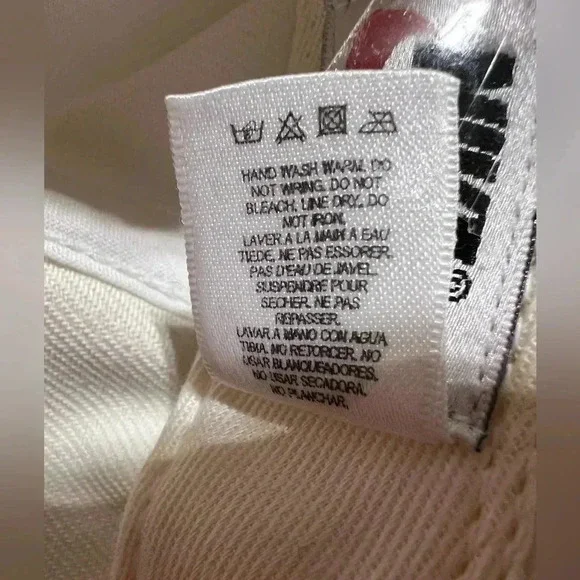 HAND WASH WARM. DO
NOT WRING. DO NOT
BLEACH. LINE DRY. DO
NOT IRON.
LAVER A LA MAIN A EAU
TIEDE. NE PAS ESSORER.
PAS D'EAU DE JAVEL.
SUSPENDRE POUR
SECHER. NE PAS
REPASSER.
LAVAR A MANO CON AGUA
TIBIA. NO RETORCER. NO
USAR BLANQUEADORES.
NO USAR SECADORA.
NO PLANCHAR.